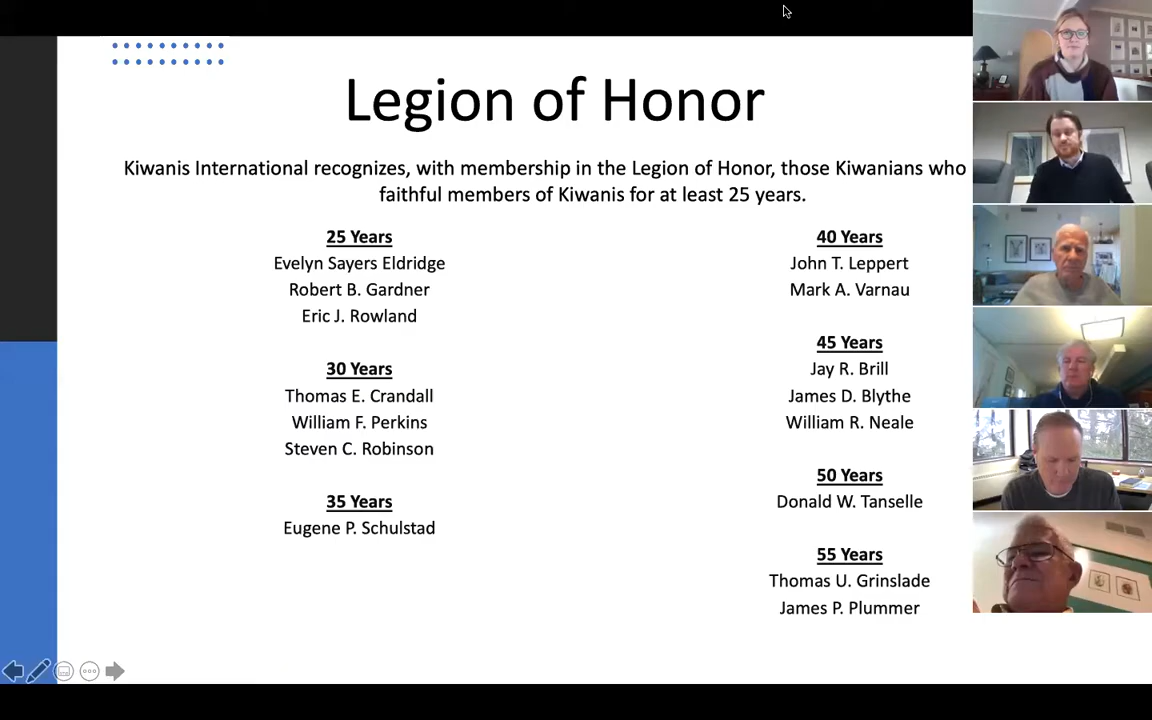 Legion of Honor
Kiwanis International recognizes, with membership in the Legion of Honor, those Kiwanians who
faithful members of Kiwanis for at least 25 years.
25 Years
Evelyn Sayers Eldridge
Robert B. Gardner
Eric J. Rowland
30 Years
Thomas E. Crandall
William F. Perkins
Steven C. Robinson
35 Years
Eugene P. Schulstad
40 Years
John T. Leppert
Mark A. Varnau
45 Years
Jay R. Brill
James D. Blythe
William R. Neale
50 Years
Donald W. Tanselle
55 Years
Thomas U. Grinslade
James P. Plummer